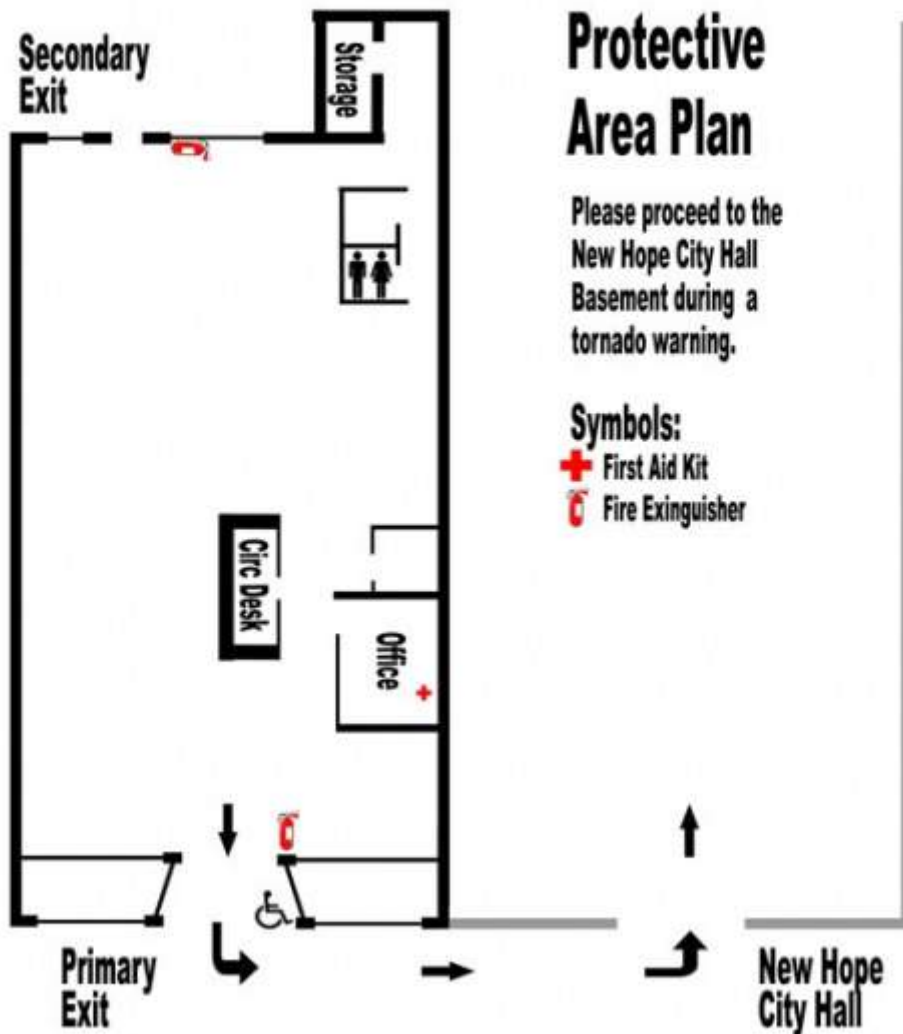 Protective
Area Plan
Please proceed to the
New Hope City Hall
Basement during a
tornado warning.
Symbols:
First Aid Kit
Fire Exinguisher
Secondary
Exit
Storage
Circ Desk
Office
Primary
Exit
New Hope
City Hall